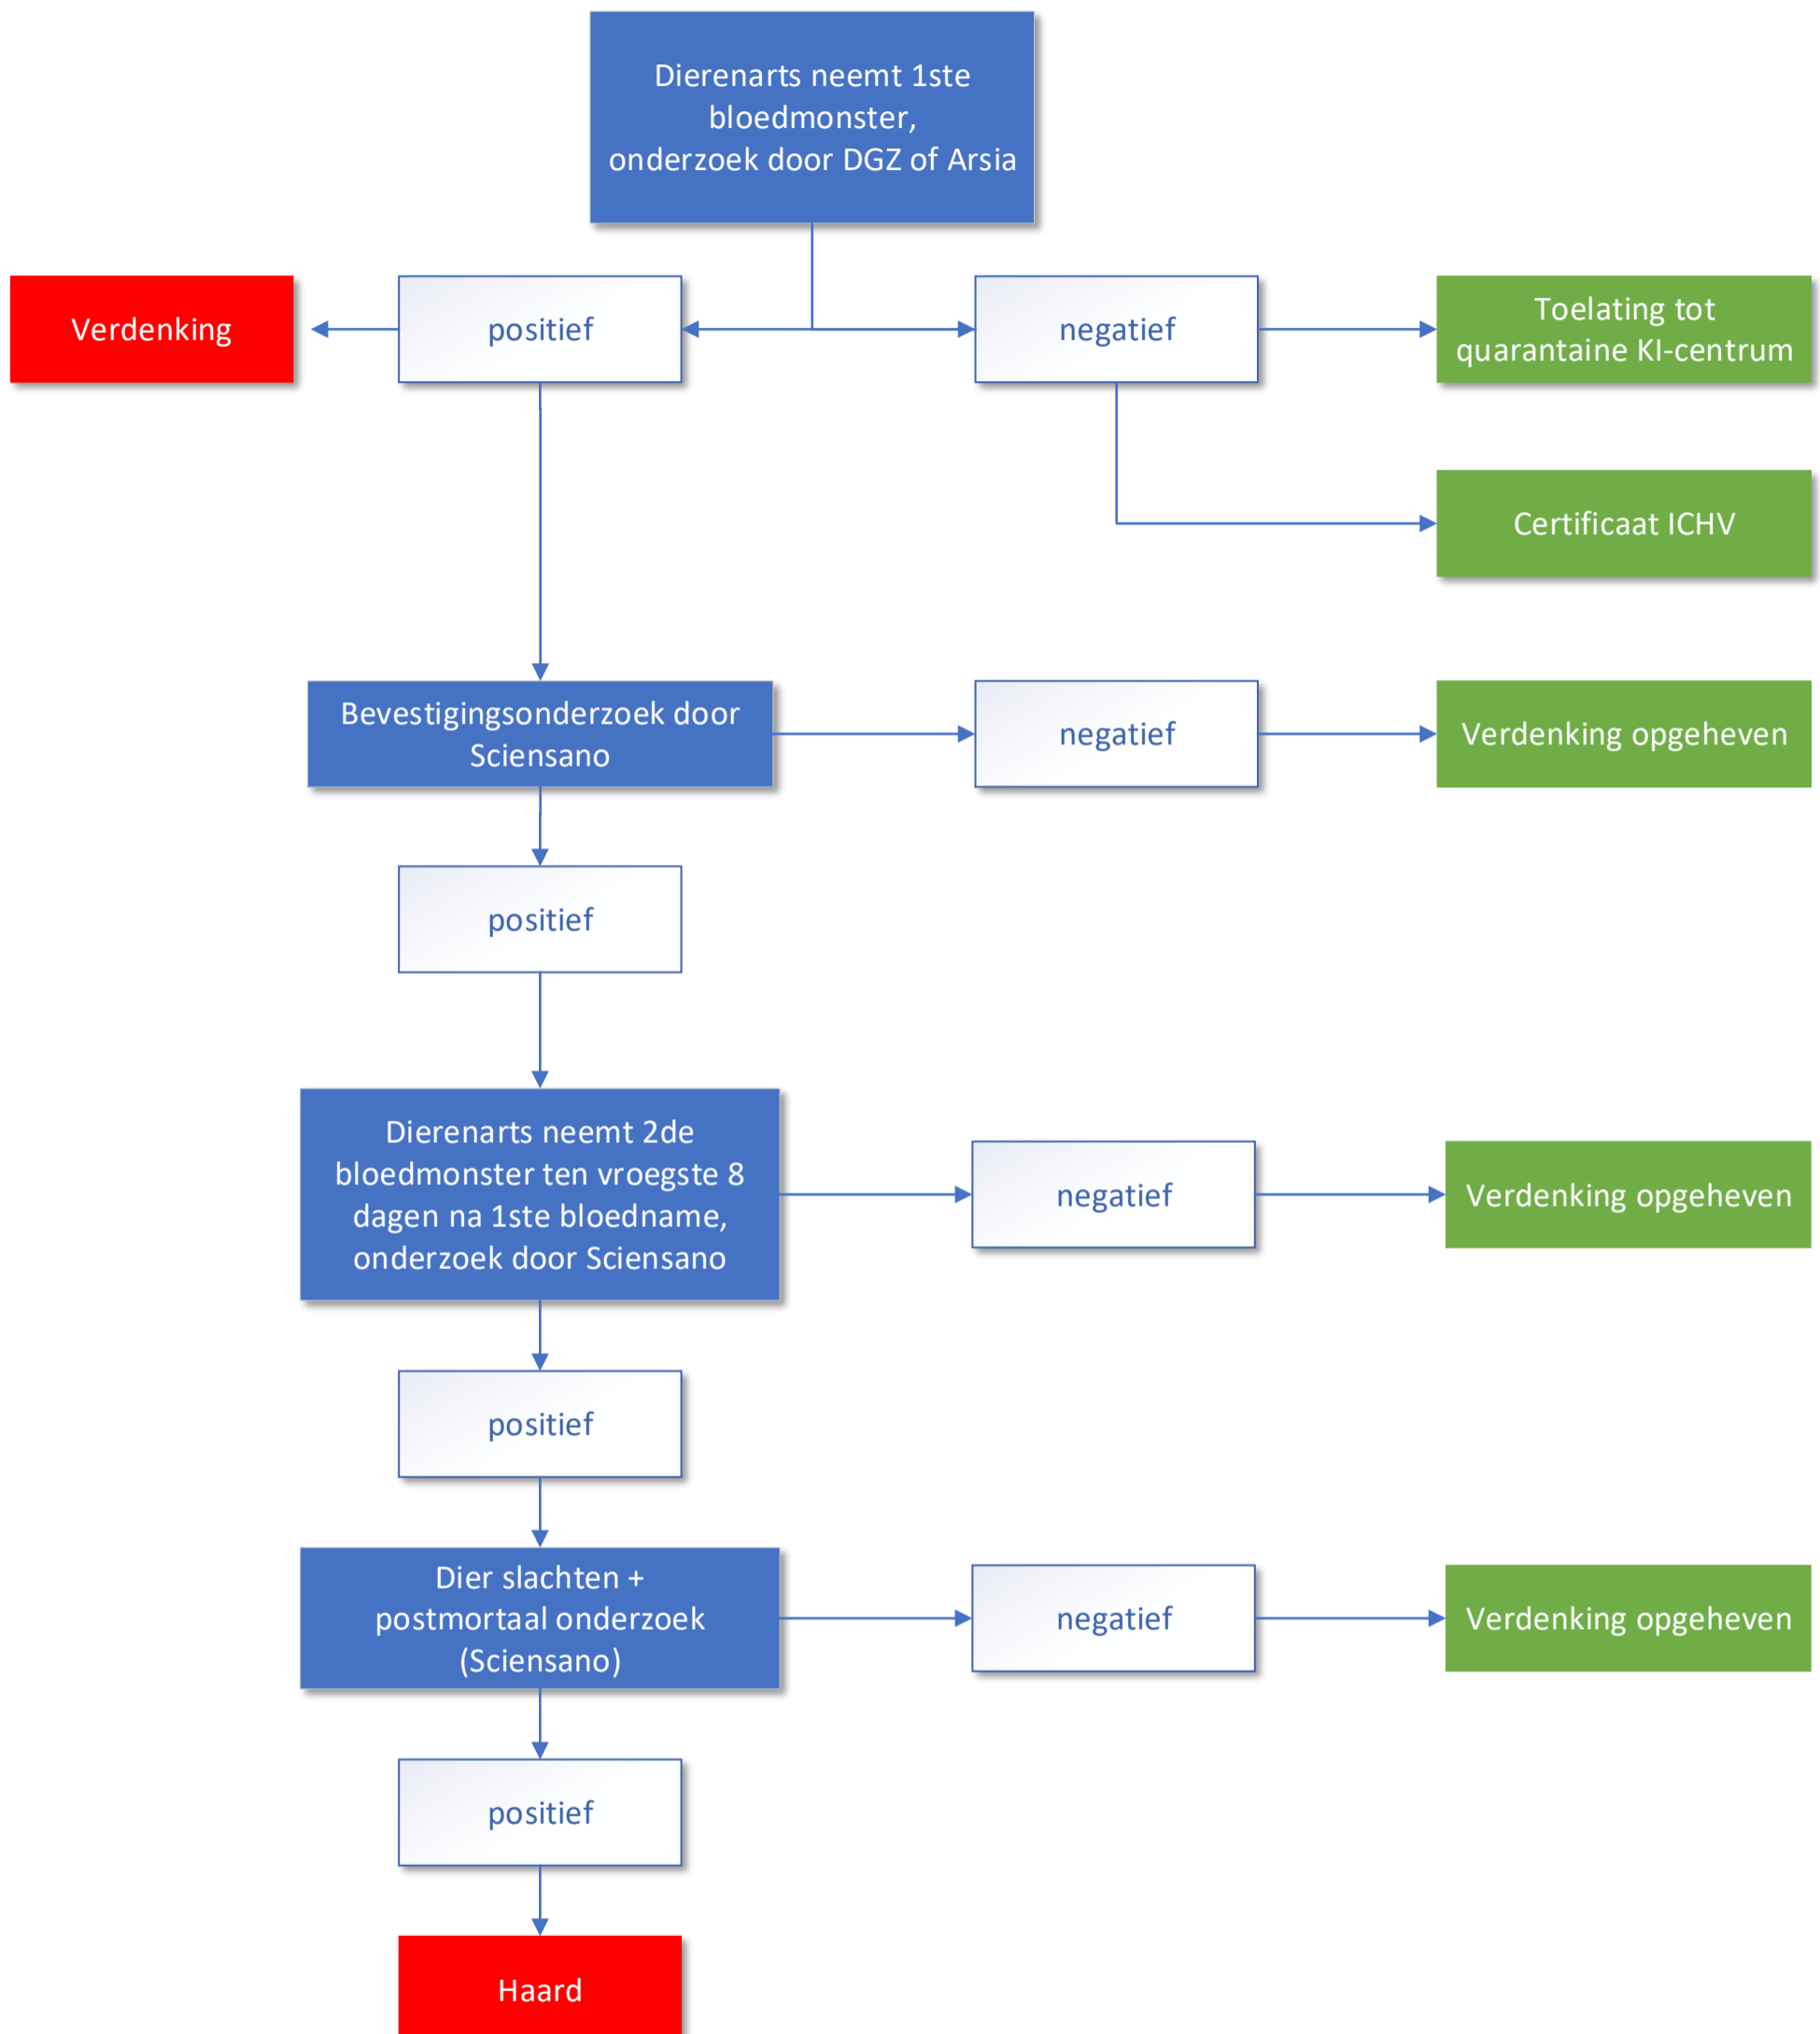 Dierenarts neemt 1ste
bloedmonster,
onderzoek door DGZ of Arsia
Verdenking
positief
negatief
Toelating tot
quarantaine KI-centrum
Certificaat ICHV
Bevestigingsonderzoek door
Sciensano
negatief
Verdenking opgeheven
positief
Dierenarts neemt 2de
bloedmonster ten vroegste 8
dagen na 1ste bloedname,
onderzoek door Sciensano
negatief
Verdenking opgeheven
positief
Dier slachten +
postmortaal onderzoek
(Sciensano)
negatief
Verdenking opgeheven
positief
Haard